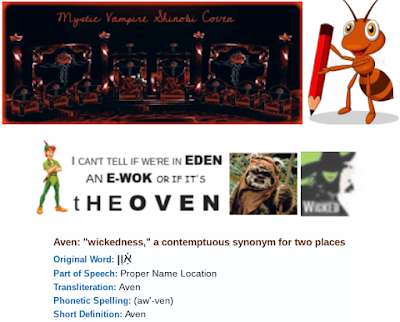 Mystic Vampire Shinobi Coven
I CAN'T TELL IF WE'RE IN EDEN
AN E-WOK OR IF IT'S
tHEOVEN
WICKED
Aven: "wickedness," a contemptuous synonym for two places
Original Word:
Part of Speech: Proper Name Location
Transliteration: Aven
Phonetic Spelling: (aw'-ven)
Short Definition: Aven